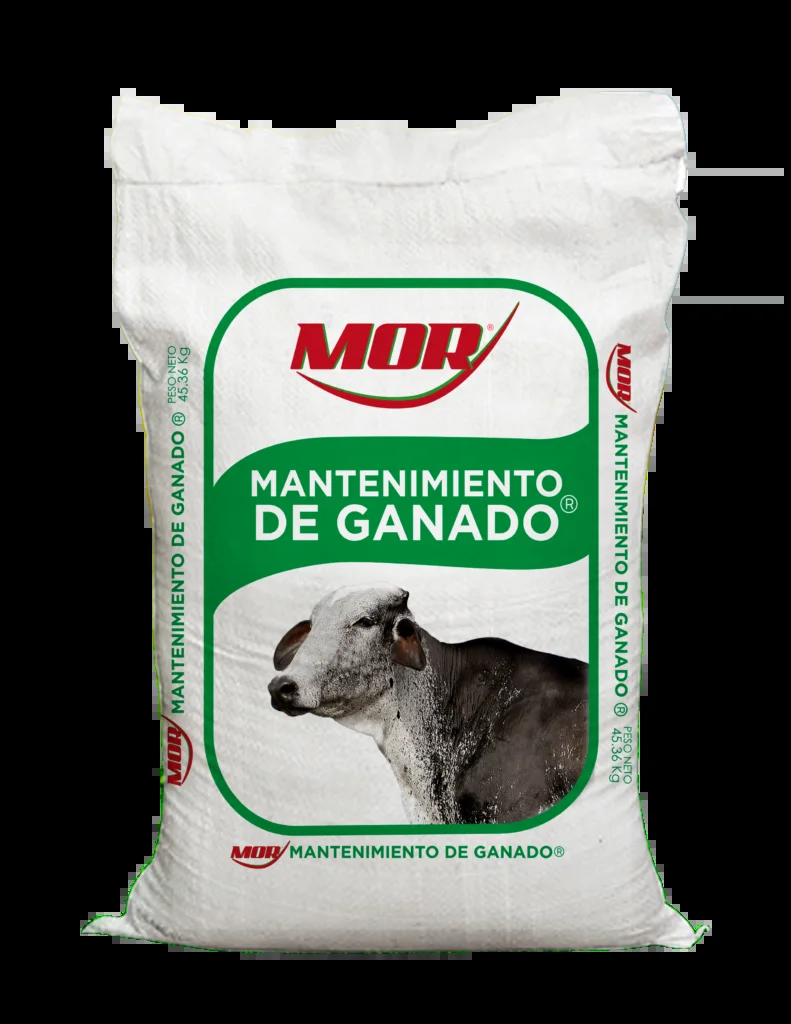 MOR®
MANTENIMIENTO
DE GANADO®
MOR MANTENIMIENTO DE GANADO®
PESO NETO
45.36 Kg
MOR MANTENIMIENTO DE GANADO®
PESO NETO
45.36 Kg
MOR MANTENIMIENTO DE GANADO®